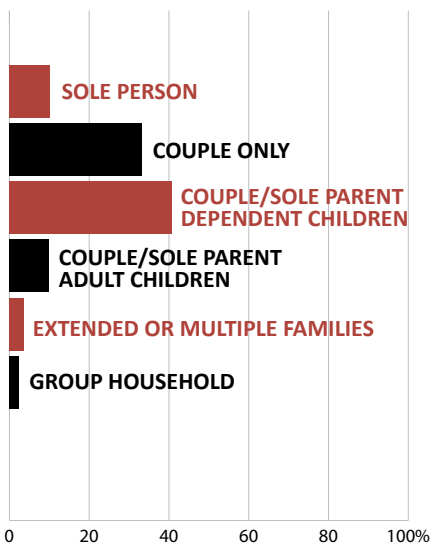 SOLE PERSON
COUPLE ONLY
COUPLE/SOLE PARENT
DEPENDENT CHILDREN
COUPLE/SOLE PARENT
ADULT CHILDREN
EXTENDED OR MULTIPLE FAMILIES
GROUP HOUSEHOLD
0 20 40 60 80 100%